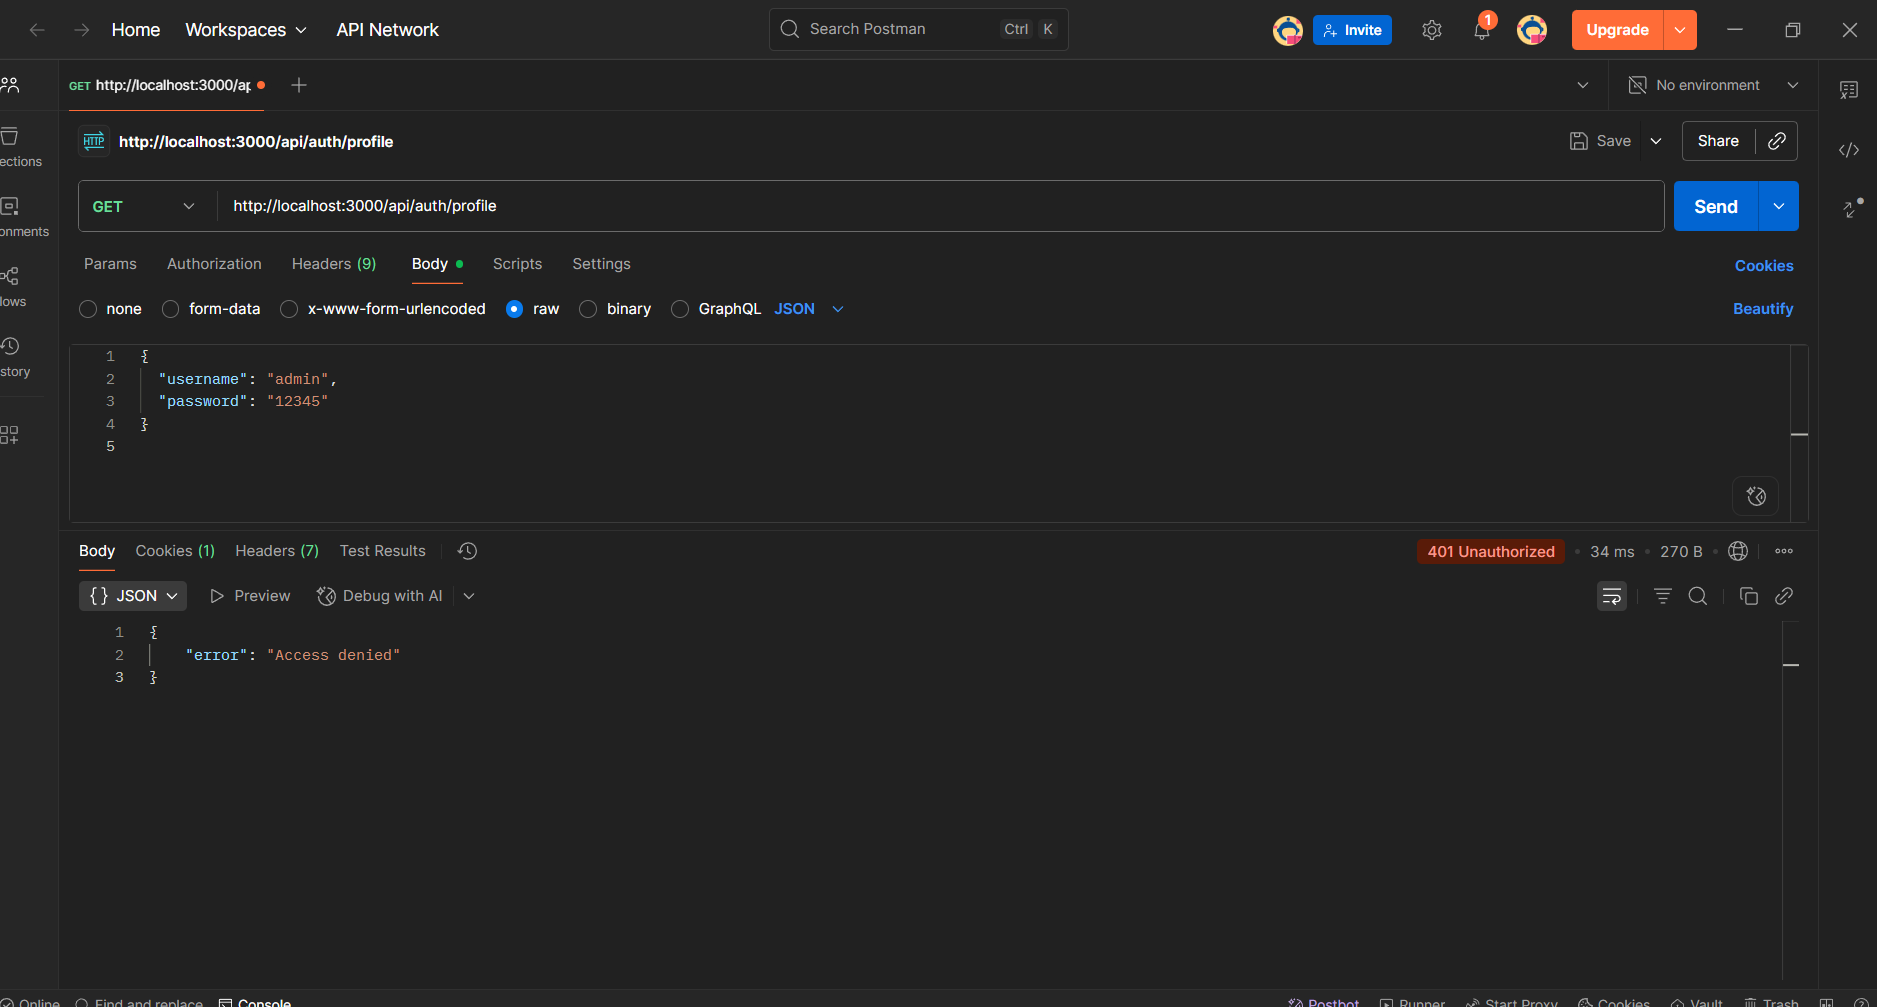 Home Workspaces API Network Search Postman Ctrl K Invite 1 Upgrade
GET http://localhost:3000/ap No environment
HTTP http://localhost:3000/api/auth/profile Save Share
GET http://localhost:3000/api/auth/profile Send
ections
onments
lows
story
Params Authorization Headers (9) Body Scripts Settings Cookies
none form-data x-www-form-urlencoded raw binary GraphQL JSON Beautify
1 {
2 "username": "admin",
3 "password": "12345"
4 }
5
Body Cookies (1) Headers (7) Test Results 401 Unauthorized • 34 ms • 270 B •
{} JSON Preview Debug with AI
1 {
2 "error": "Access denied"
3 }
Online Find and replace Console Postbot Runner Start Proxy Cookies Vault Trash